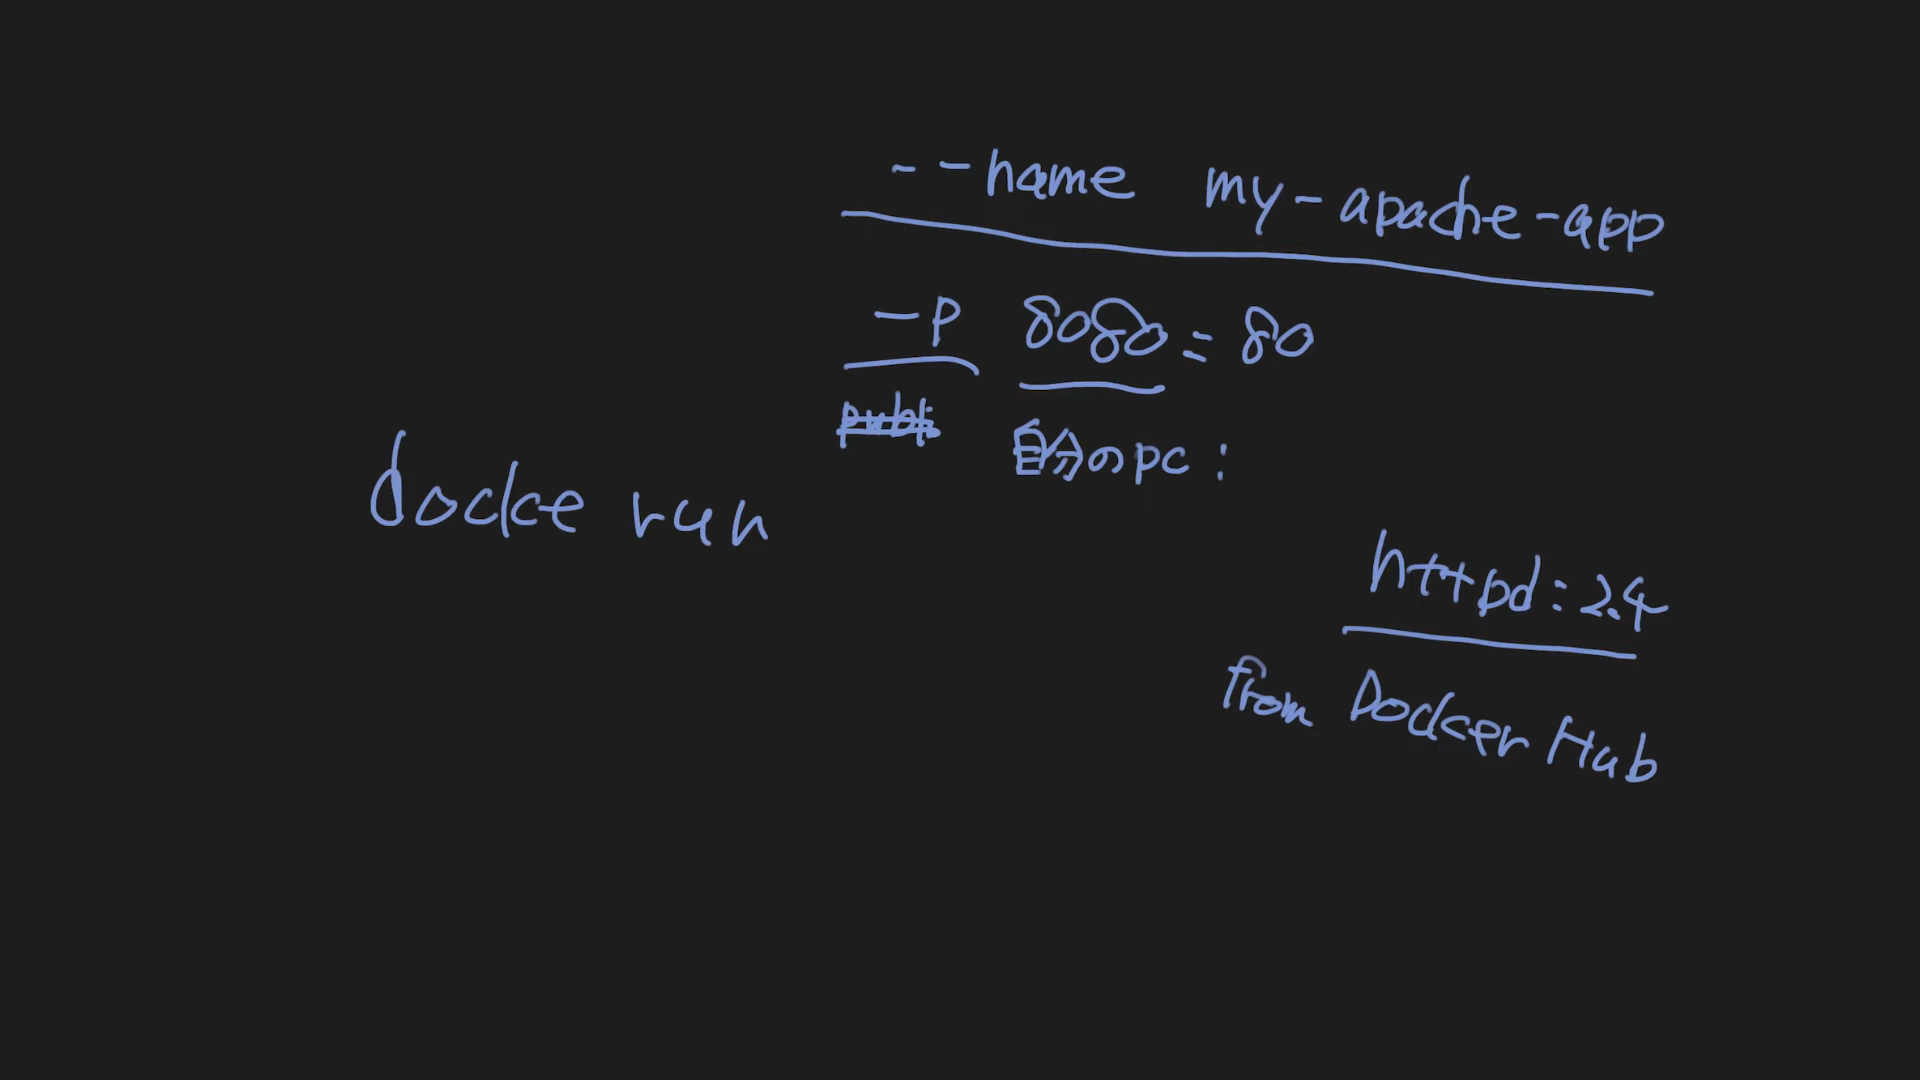 --name my-apache-app
-p 8080:80
自分のpc:
docke run
httpd:2.4
from Docker Hub